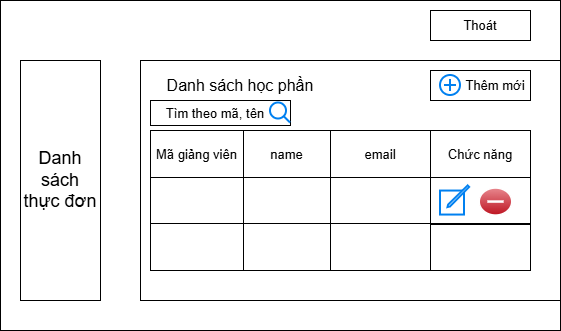 Thoát
Danh sách học phần
Thêm mới
Tìm theo mã, tên
Mã giảng viên name email Chức năng
Danh
sách
thực đơn